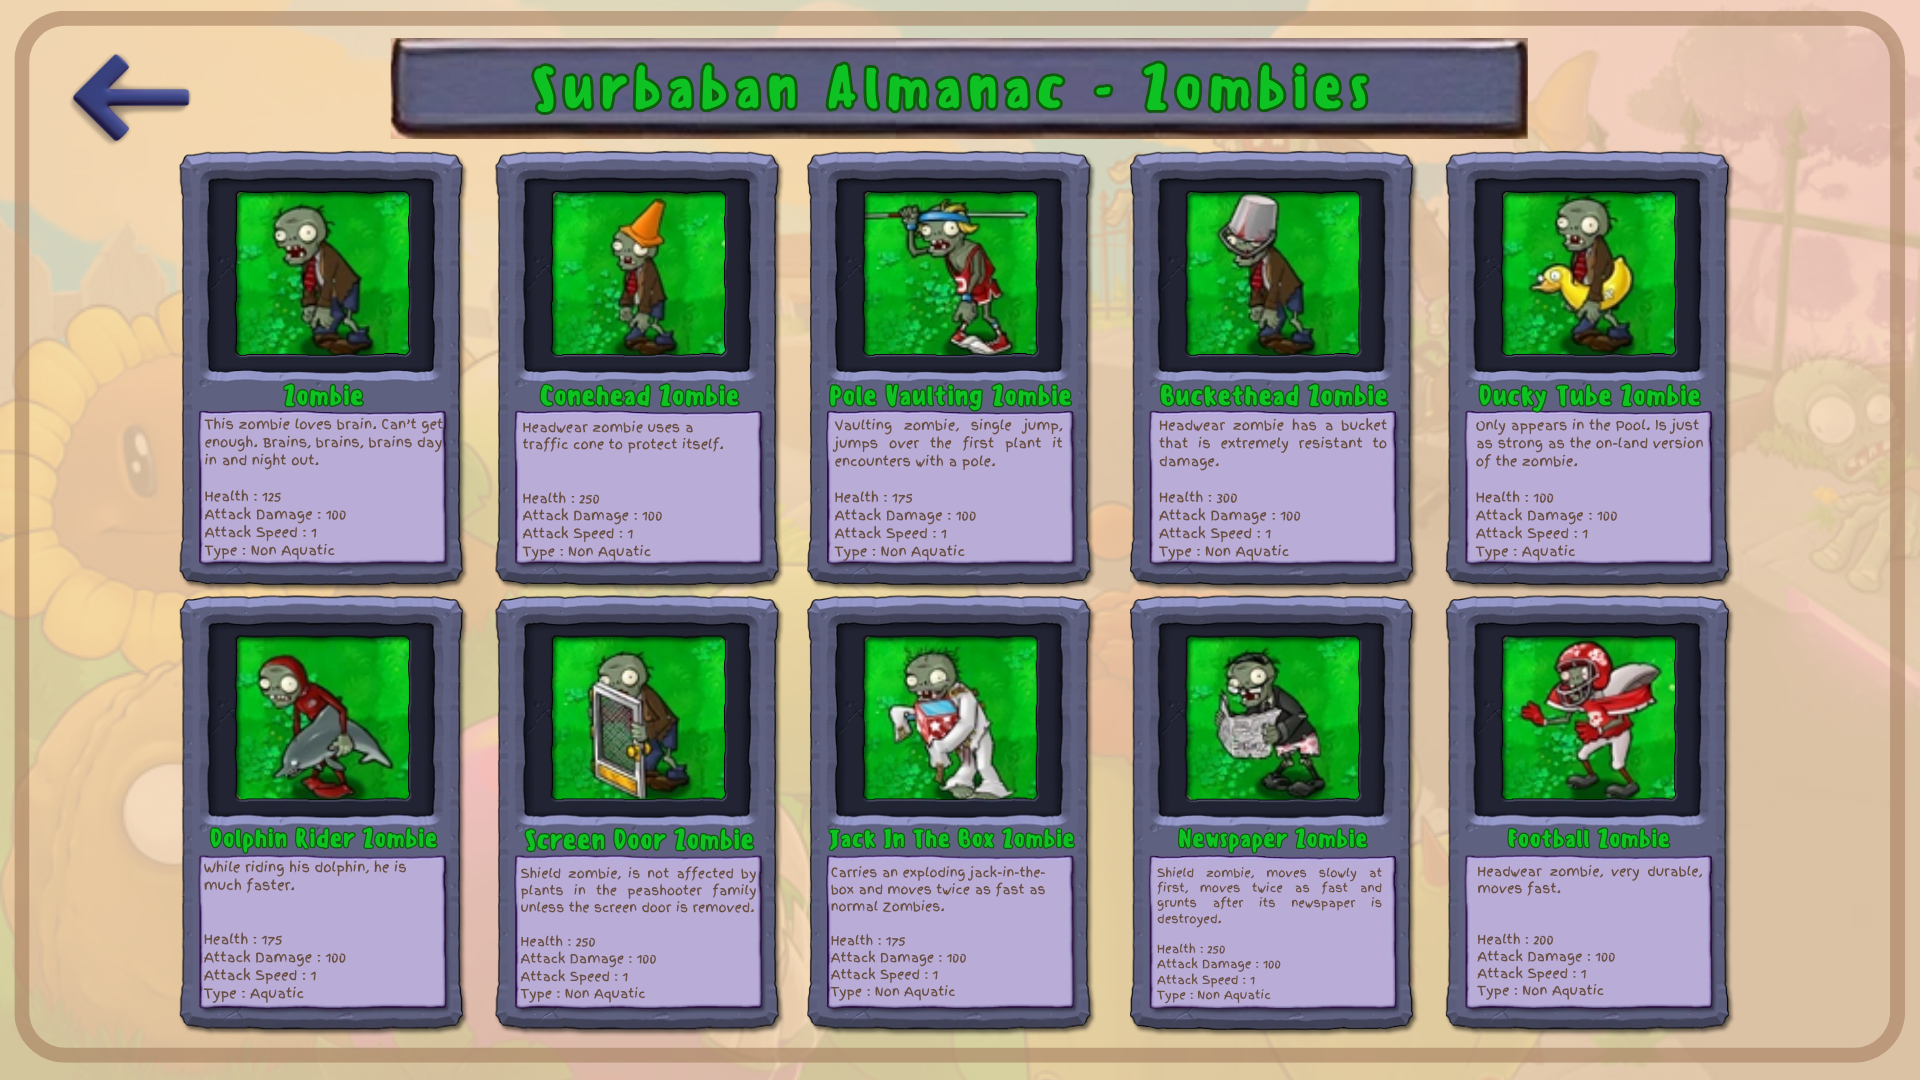 Surbaban Almanac - Zombies
Zombie
This zombie loves brain. Can't get
enough. Brains, brains, brains day
in and night out.
Health : 125
Attack Damage : 100
Attack Speed : 1
Type : Non Aquatic
Conehead Zombie
Headwear zombie uses a
traffic cone to protect itself.
Health : 250
Attack Damage : 100
Attack Speed : 1
Type : Non Aquatic
Pole Vaulting Zombie
Vaulting zombie, single jump,
jumps over the first plant it
encounters with a pole.
Health : 175
Attack Damage : 100
Attack Speed : 1
Type : Non Aquatic
Buckethead Zombie
Headwear zombie has a bucket
that is extremely resistant to
damage.
Health : 300
Attack Damage : 100
Attack Speed : 1
Type : Non Aquatic
Ducky Tube Zombie
Only appears in the Pool. Is just
as strong as the on-land version
of the zombie.
Health : 100
Attack Damage : 100
Attack Speed : 1
Type : Aquatic
Dolphin Rider Zombie
While riding his dolphin, he is
much faster.
Health : 175
Attack Damage : 100
Attack Speed : 1
Type : Aquatic
Screen Door Zombie
Shield zombie, is not affected by
plants in the peashooter family
unless the screen door is removed.
Health : 250
Attack Damage : 100
Attack Speed : 1
Type : Non Aquatic
Jack In The Box Zombie
Carries an exploding jack-in-the-
box and moves twice as fast as
normal Zombies.
Health : 175
Attack Damage : 100
Attack Speed : 1
Type : Non Aquatic
Newspaper Zombie
Shield zombie, moves slowly at
first, moves twice as fast and
grunts after its newspaper is
destroyed.
Health : 250
Attack Damage : 100
Attack Speed : 1
Type : Non Aquatic
Football Zombie
Headwear zombie, very durable,
moves fast.
Health : 200
Attack Damage : 100
Attack Speed : 1
Type : Non Aquatic